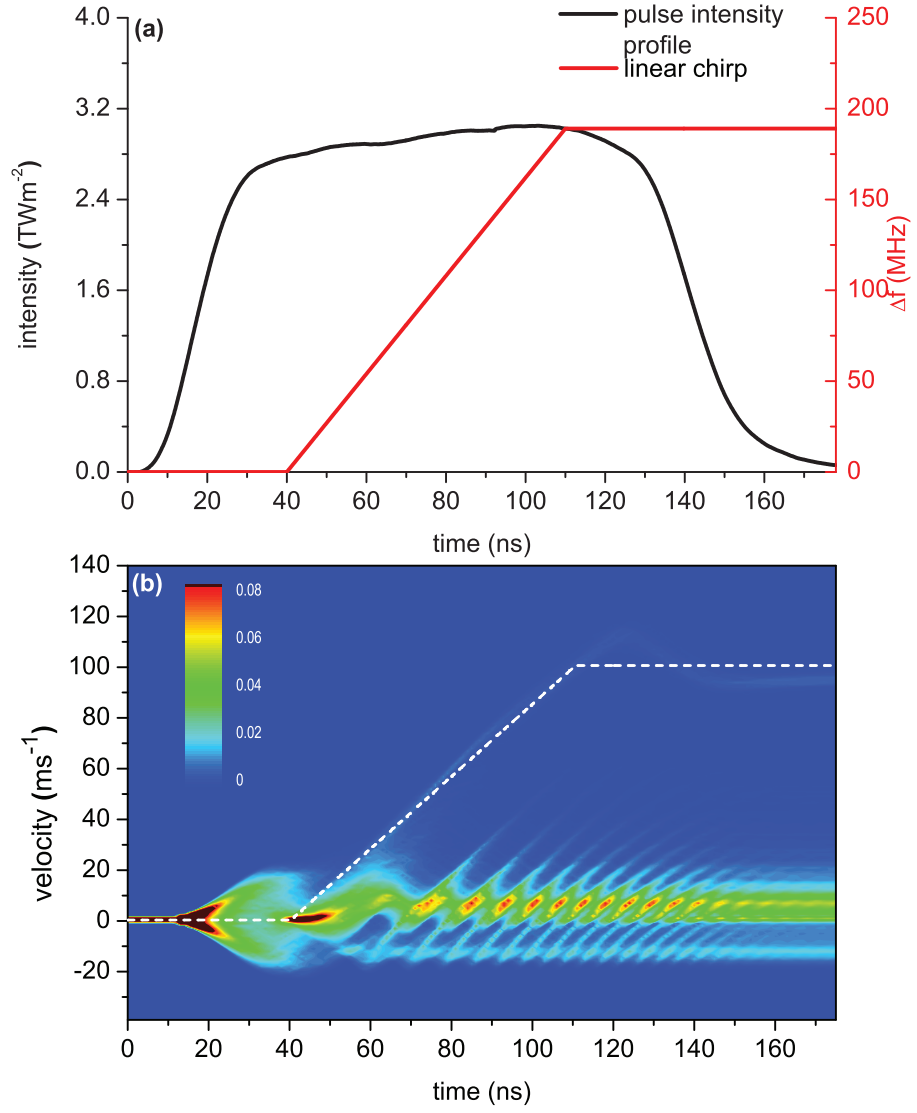 (a)
pulse intensity
profile
linear chirp
4.0
3.2
2.4
1.6
0.8
0.0
intensity (TWm-2)
250
200
150
100
50
0
Δf (MHz)
0 20 40 60 80 100 120 140 160
time (ns)
(b)
0.08
0.06
0.04
0.02
0
140
120
100
80
60
40
20
0
-20
velocity (ms-1)
0 20 40 60 80 100 120 140 160
time (ns)